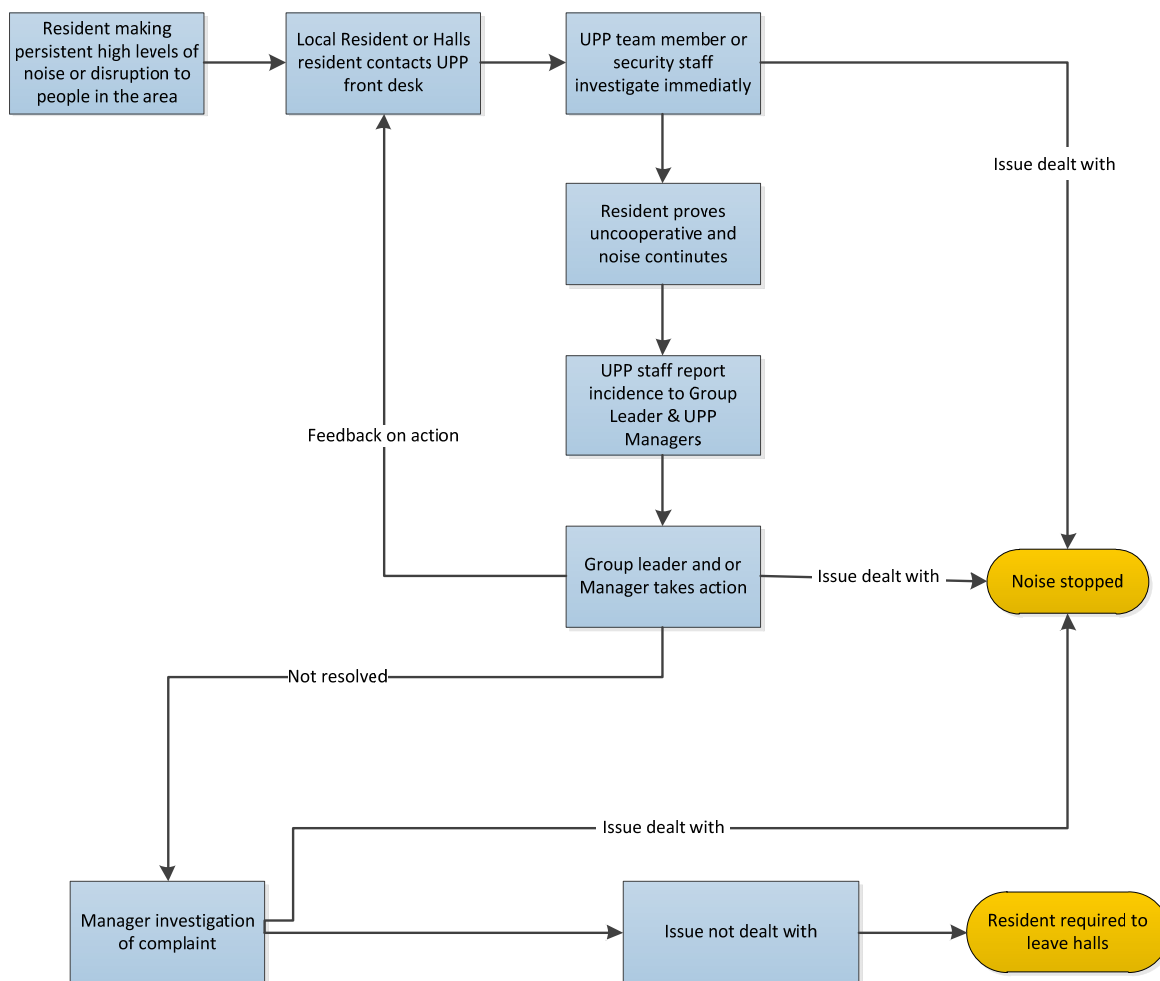 Resident making
persistent high levels of
noise or disruption to
people in the area
Local Resident or Halls
resident contacts UPP
front desk
UPP team member or
security staff
investigate immediatly
Issue dealt with
Resident proves
uncooperative and
noise continutes
UPP staff report
incidence to Group
Leader & UPP
Managers
Feedback on action
Group leader and or
Manager takes action
Issue dealt with
Noise stopped
Not resolved
Issue dealt with
Manager investigation
of complaint
Issue not dealt with
Resident required to
leave halls